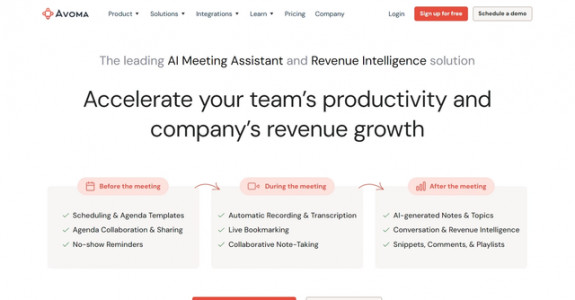 AVOMA
Product Solutions Integrations Learn Pricing Company Login Sign up for free Schedule a demo
The leading AI Meeting Assistant and Revenue Intelligence solution
Accelerate your team's productivity and
company's revenue growth
Before the meeting
Scheduling & Agenda Templates
Agenda Collaboration & Sharing
No-show Reminders
During the meeting
Automatic Recording & Transcription
Live Bookmarking
Collaborative Note-Taking
After the meeting
AI-generated Notes & Topics
Conversation & Revenue Intelligence
Snippets, Comments, & Playlists